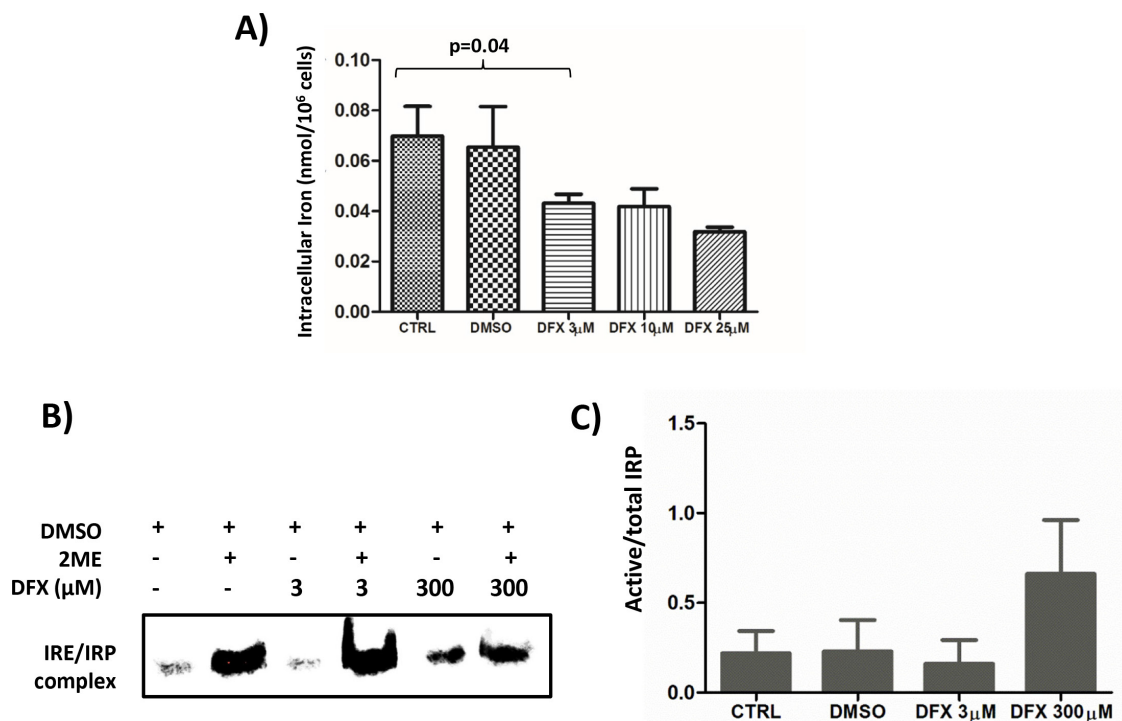 A)
p=0.04
Intracellular Iron (nmol/10⁶ cells)
0.10
0.08
0.06
0.04
0.02
0.00
CTRL DMSO DFX 3µM DFX 10µM DFX 25µM
B)
DMSO + + + + + +
2ME - + - + - +
DFX (µM) - - 3 3 300 300
IRE/IRP
complex
C)
Active/total IRP
1.5
1.0
0.5
0.0
CTRL DMSO DFX 3µM DFX 300µM